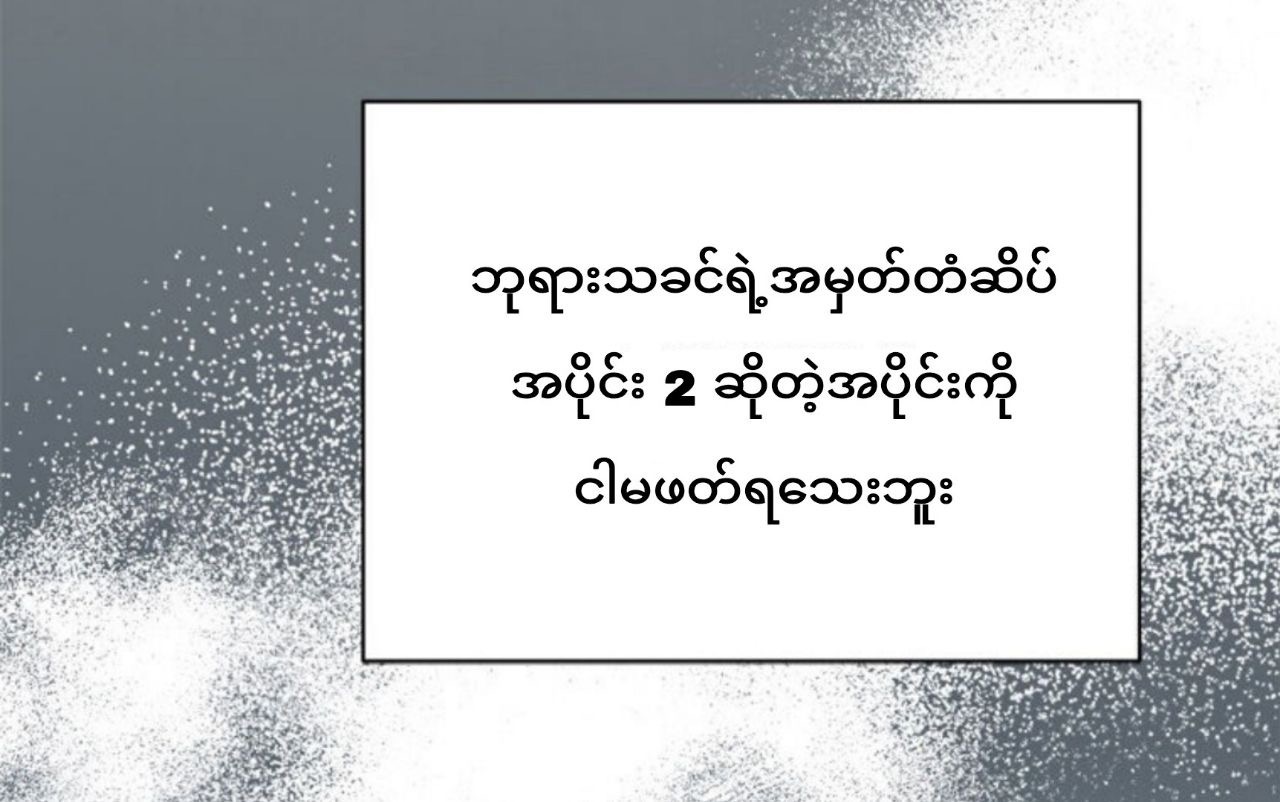 ဘုရားသခင်ရဲ့အမှတ်တံဆိပ်
အပိုင်း 2 ဆိုတဲ့အပိုင်းကို
ငါမဖတ်ရသေးဘူး